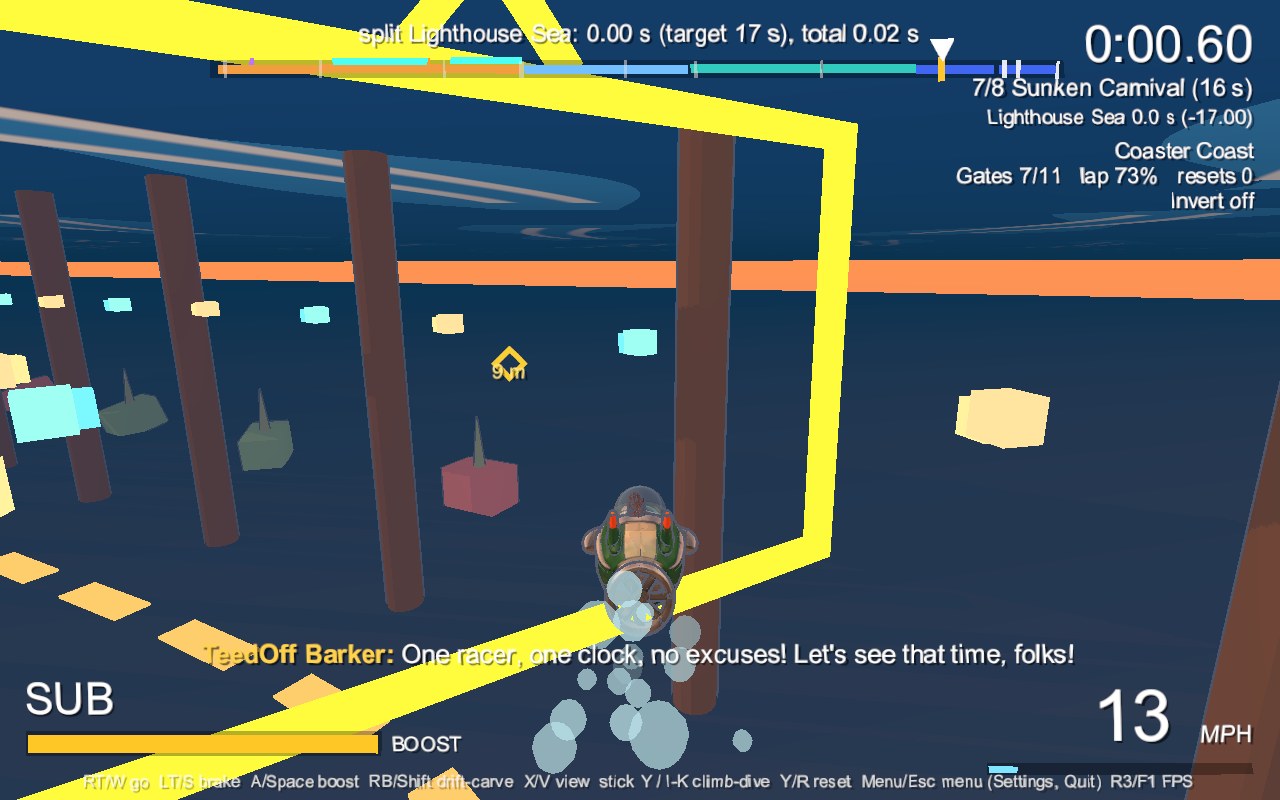 split Lighthouse Sea: 0.00 s (target 17 s), total 0.02 s
0:00.60
7/8 Sunken Carnival (16 s)
Lighthouse Sea 0.0 s (-17.00)
Coaster Coast
Gates 7/11 lap 73% resets 0
Invert off
9m
TeedOff Barker: One racer, one clock, no excuses! Let's see that time, folks!
SUB
BOOST
13 MPH
RT/W go LT/S brake A/Space boost RB/Shift drift-carve X/V view stick Y / I-K climb-dive Y/R reset Menu/Esc menu (Settings, Quit) R3/F1 FPS